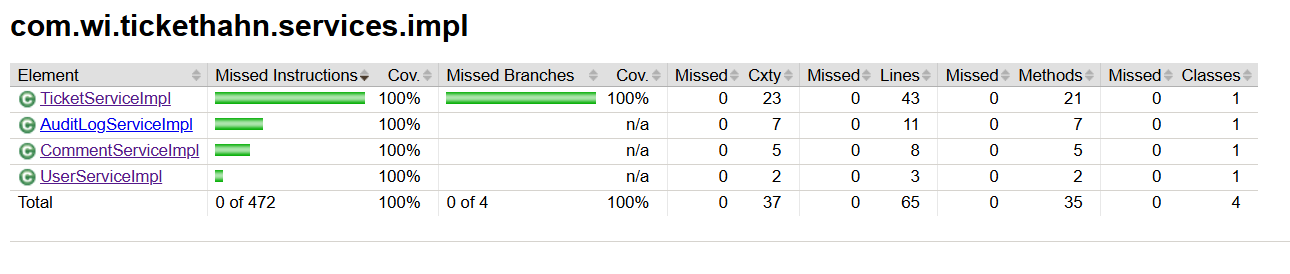 com.wi.tickethahn.services.impl
Element Missed Instructions Cov. Missed Branches Cov. Missed Cxty Missed Lines Missed Methods Missed Classes
C TicketServiceImpl 100% 100% 0 23 0 43 0 21 0 1
C AuditLogServiceImpl 100% n/a 0 7 0 11 0 7 0 1
C CommentServiceImpl 100% n/a 0 5 0 8 0 5 0 1
C UserServiceImpl 100% n/a 0 2 0 3 0 2 0 1
Total 0 of 472 100% 0 of 4 100% 0 37 0 65 0 35 0 4